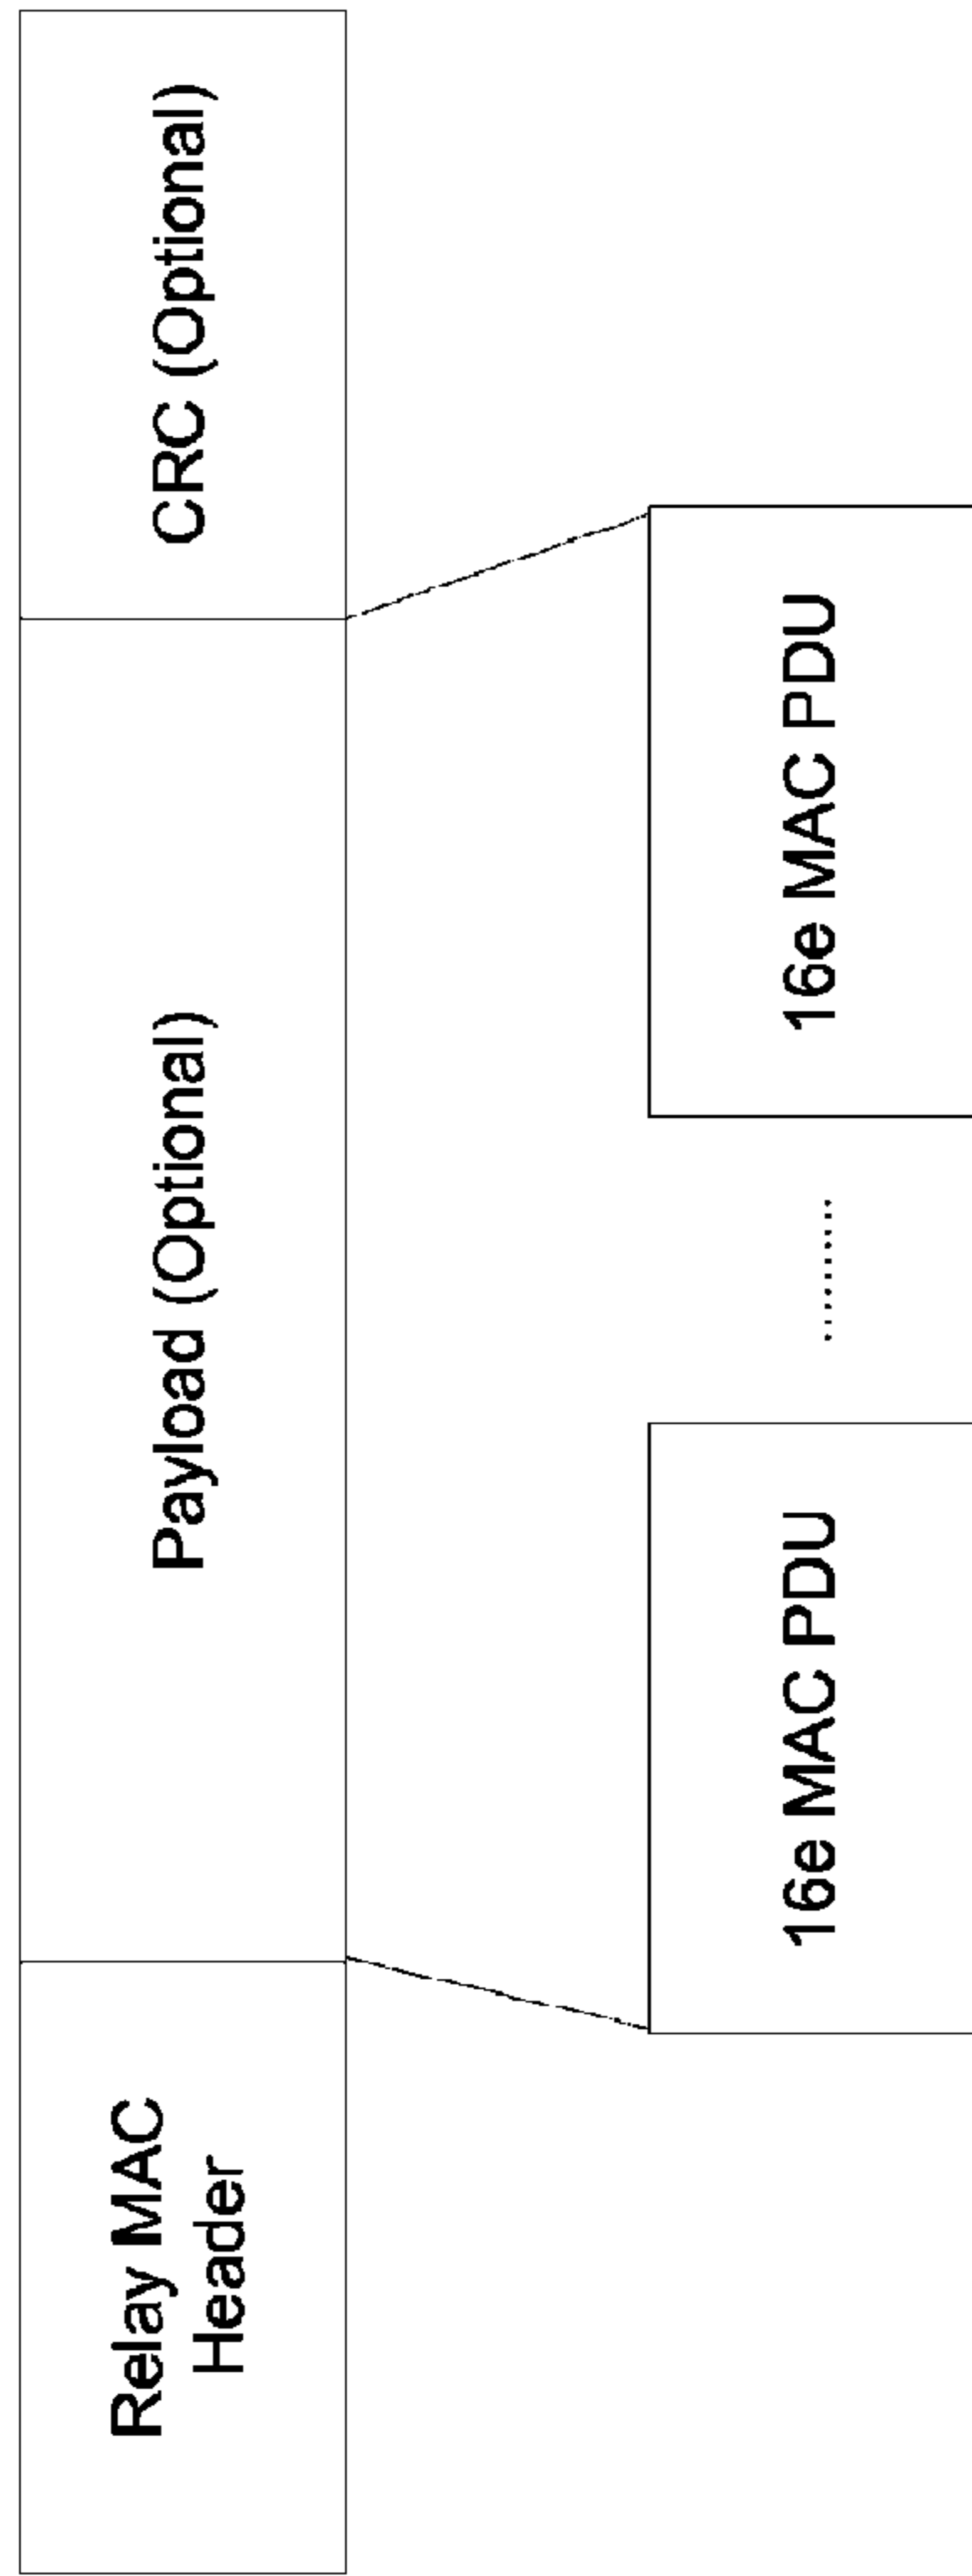 Relay MAC
Header
Payload (Optional)
CRC (Optional)
16e MAC PDU
.........
16e MAC PDU